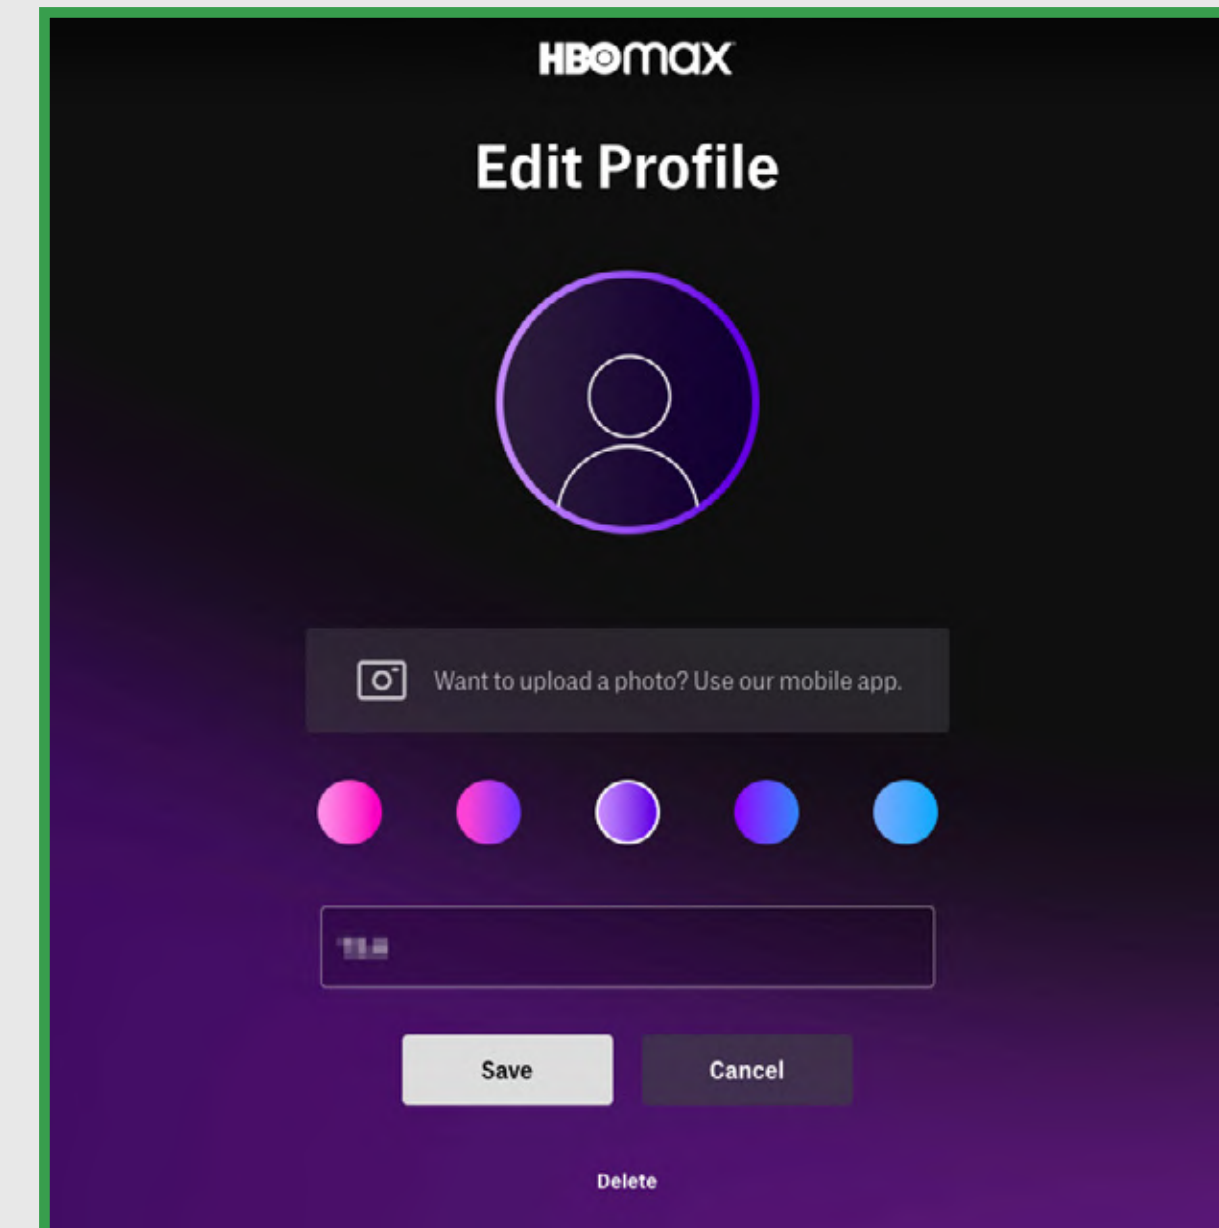 HBOmax
Edit Profile
Want to upload a photo? Use our mobile app.
Save
Cancel
Delete